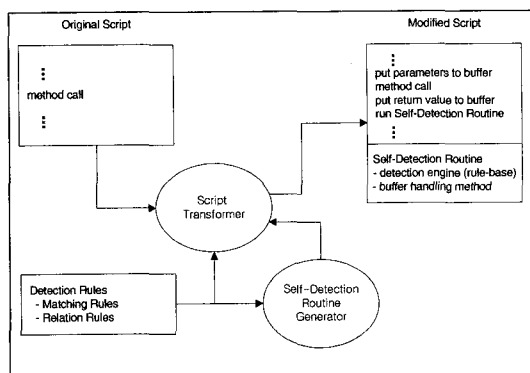 Original Script
Modified Script
⋮
method call
⋮
⋮
put parameters to buffer
method call
put return value to buffer
run Self-Detection Routine
⋮
Self-Detection Routine
- detection engine (rule-base)
- buffer handling method
Script
Transformer
Detection Rules
- Matching Rules
- Relation Rules
Self-Detection
Routine
Generator